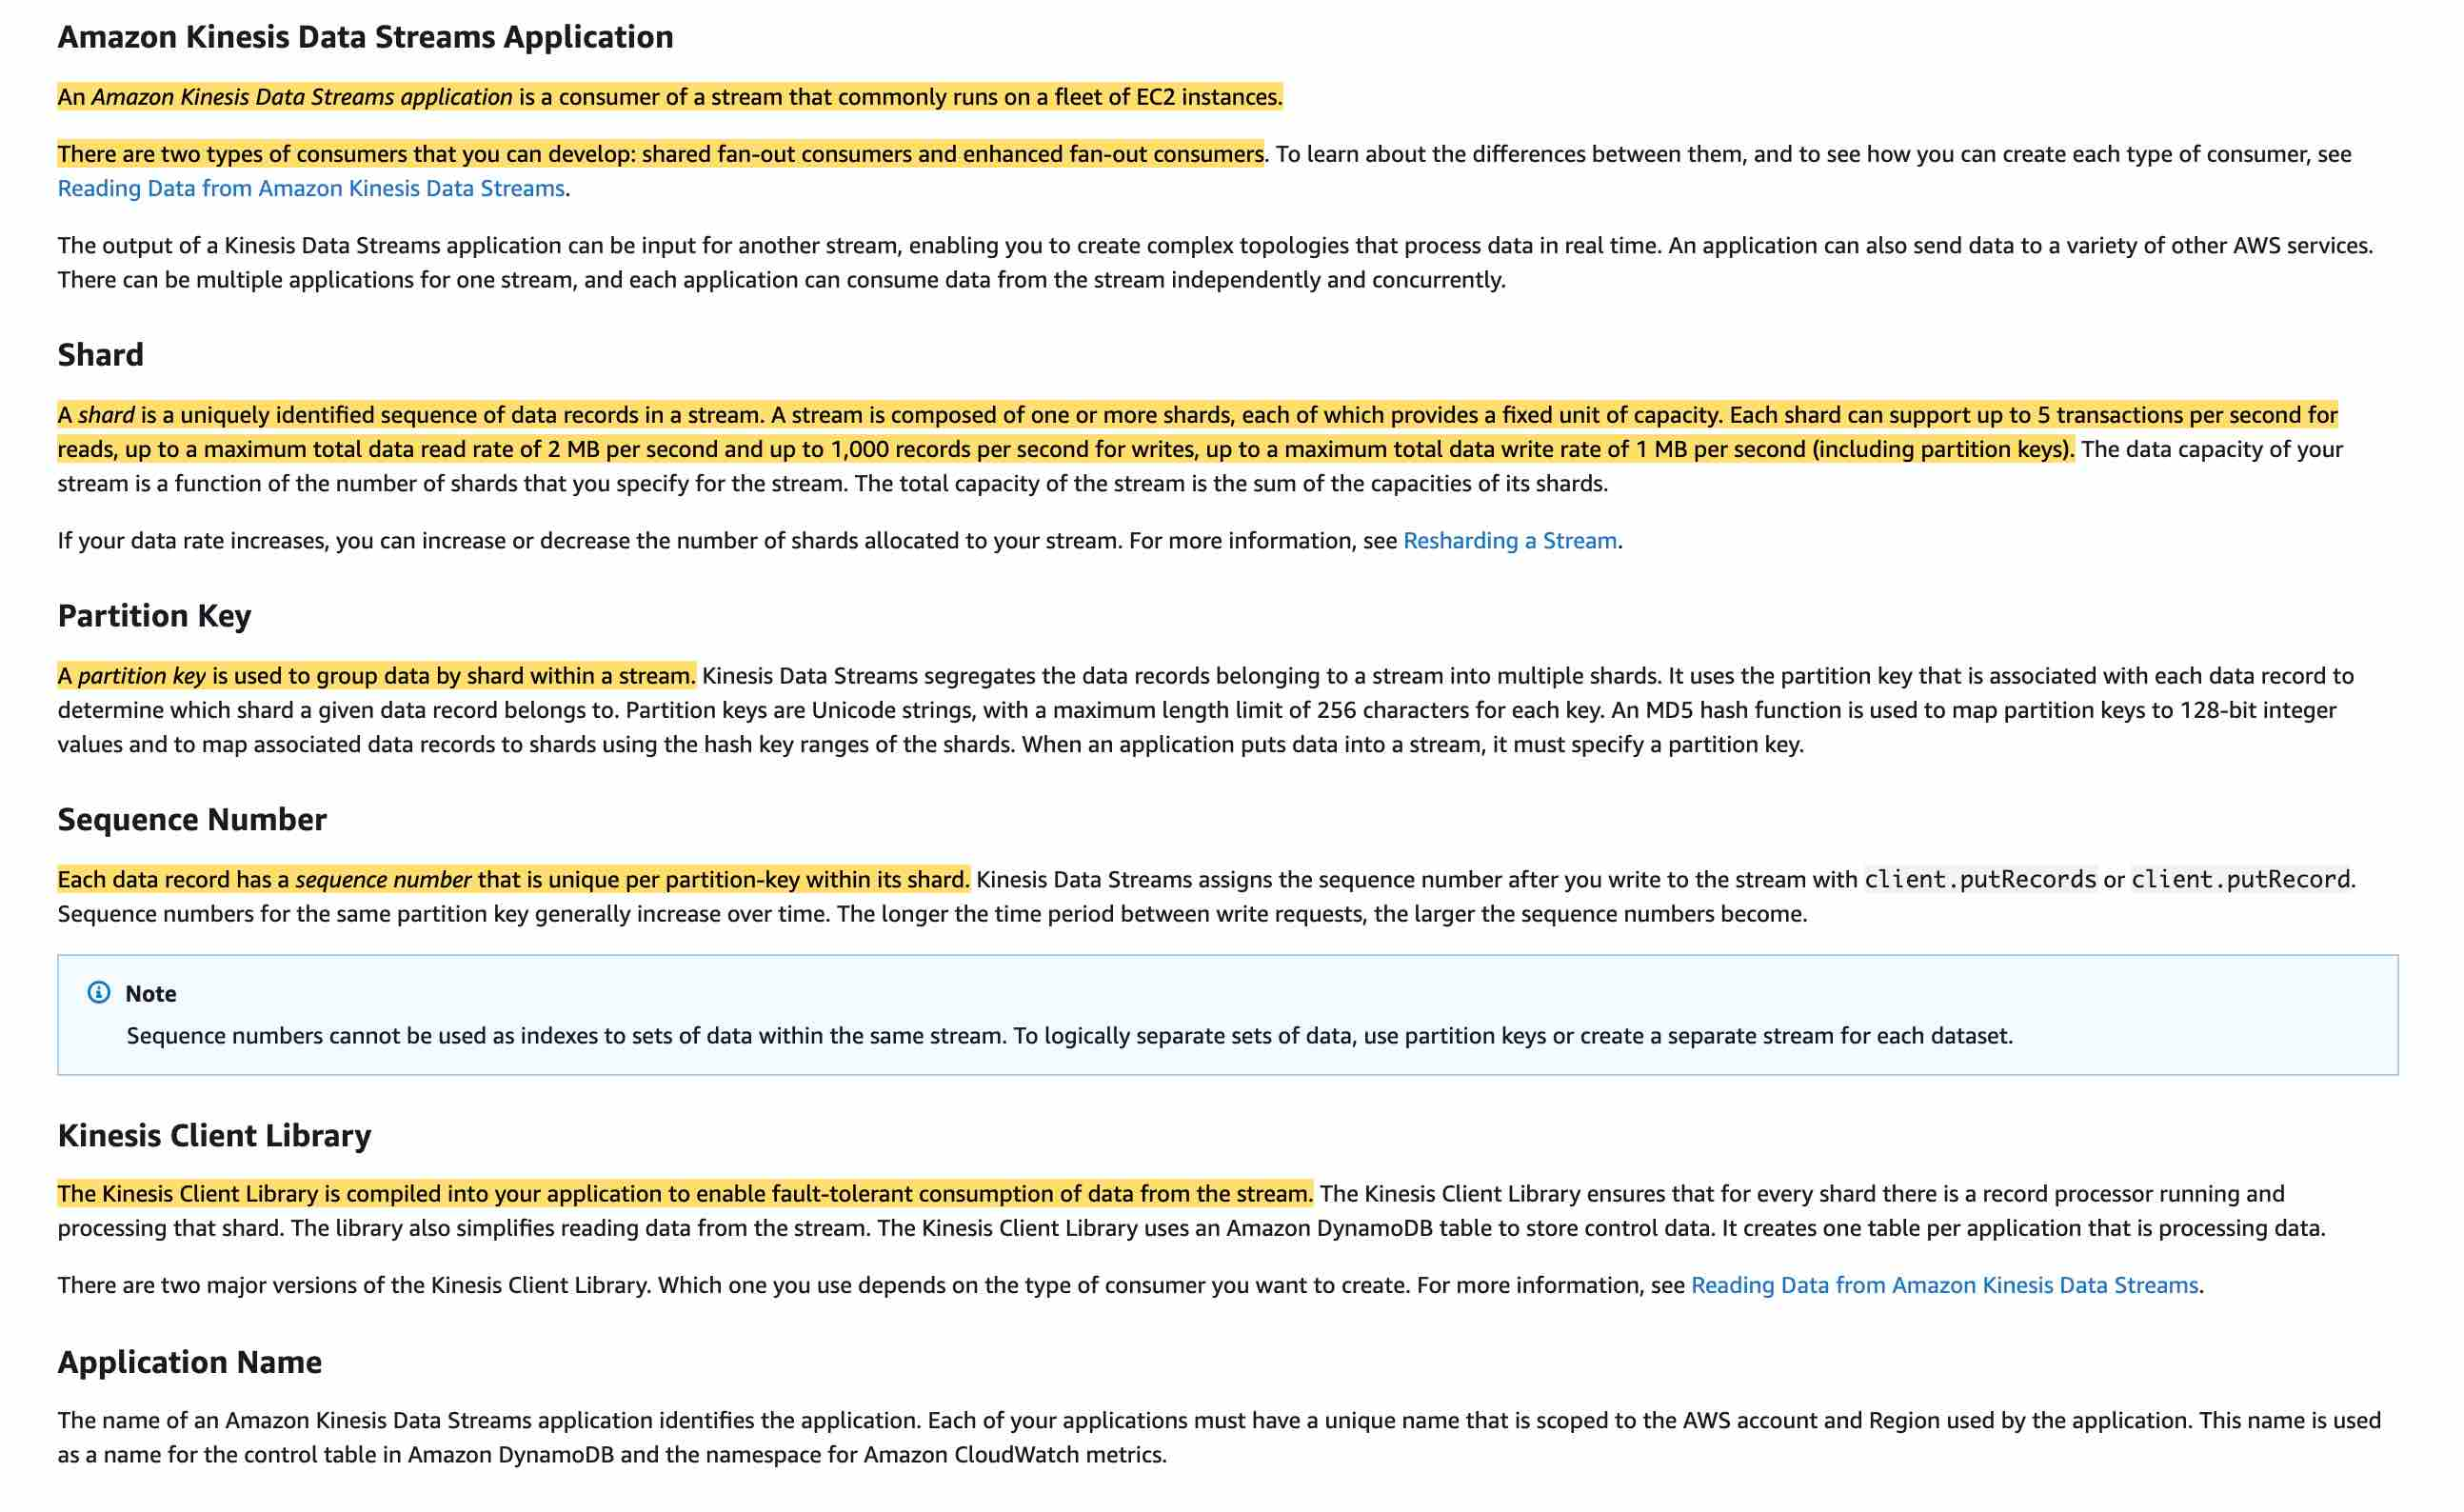 Amazon Kinesis Data Streams Application
An Amazon Kinesis Data Streams application is a consumer of a stream that commonly runs on a fleet of EC2 instances.
There are two types of consumers that you can develop: shared fan-out consumers and enhanced fan-out consumers. To learn about the differences between them, and to see how you can create each type of consumer, see
Reading Data from Amazon Kinesis Data Streams.
The output of a Kinesis Data Streams application can be input for another stream, enabling you to create complex topologies that process data in real time. An application can also send data to a variety of other AWS services.
There can be multiple applications for one stream, and each application can consume data from the stream independently and concurrently.
Shard
A shard is a uniquely identified sequence of data records in a stream. A stream is composed of one or more shards, each of which provides a fixed unit of capacity. Each shard can support up to 5 transactions per second for
reads, up to a maximum total data read rate of 2 MB per second and up to 1,000 records per second for writes, up to a maximum total data write rate of 1 MB per second (including partition keys). The data capacity of your
stream is a function of the number of shards that you specify for the stream. The total capacity of the stream is the sum of the capacities of its shards.
If your data rate increases, you can increase or decrease the number of shards allocated to your stream. For more information, see Resharding a Stream.
Partition Key
A partition key is used to group data by shard within a stream. Kinesis Data Streams segregates the data records belonging to a stream into multiple shards. It uses the partition key that is associated with each data record to
determine which shard a given data record belongs to. Partition keys are Unicode strings, with a maximum length limit of 256 characters for each key. An MD5 hash function is used to map partition keys to 128-bit integer
values and to map associated data records to shards using the hash key ranges of the shards. When an application puts data into a stream, it must specify a partition key.
Sequence Number
Each data record has a sequence number that is unique per partition-key within its shard. Kinesis Data Streams assigns the sequence number after you write to the stream with client.putRecords or client.putRecord.
Sequence numbers for the same partition key generally increase over time. The longer the time period between write requests, the larger the sequence numbers become.
Note
Sequence numbers cannot be used as indexes to sets of data within the same stream. To logically separate sets of data, use partition keys or create a separate stream for each dataset.
Kinesis Client Library
The Kinesis Client Library is compiled into your application to enable fault-tolerant consumption of data from the stream. The Kinesis Client Library ensures that for every shard there is a record processor running and
processing that shard. The library also simplifies reading data from the stream. The Kinesis Client Library uses an Amazon DynamoDB table to store control data. It creates one table per application that is processing data.
There are two major versions of the Kinesis Client Library. Which one you use depends on the type of consumer you want to create. For more information, see Reading Data from Amazon Kinesis Data Streams.
Application Name
The name of an Amazon Kinesis Data Streams application identifies the application. Each of your applications must have a unique name that is scoped to the AWS account and Region used by the application. This name is used
as a name for the control table in Amazon DynamoDB and the namespace for Amazon CloudWatch metrics.